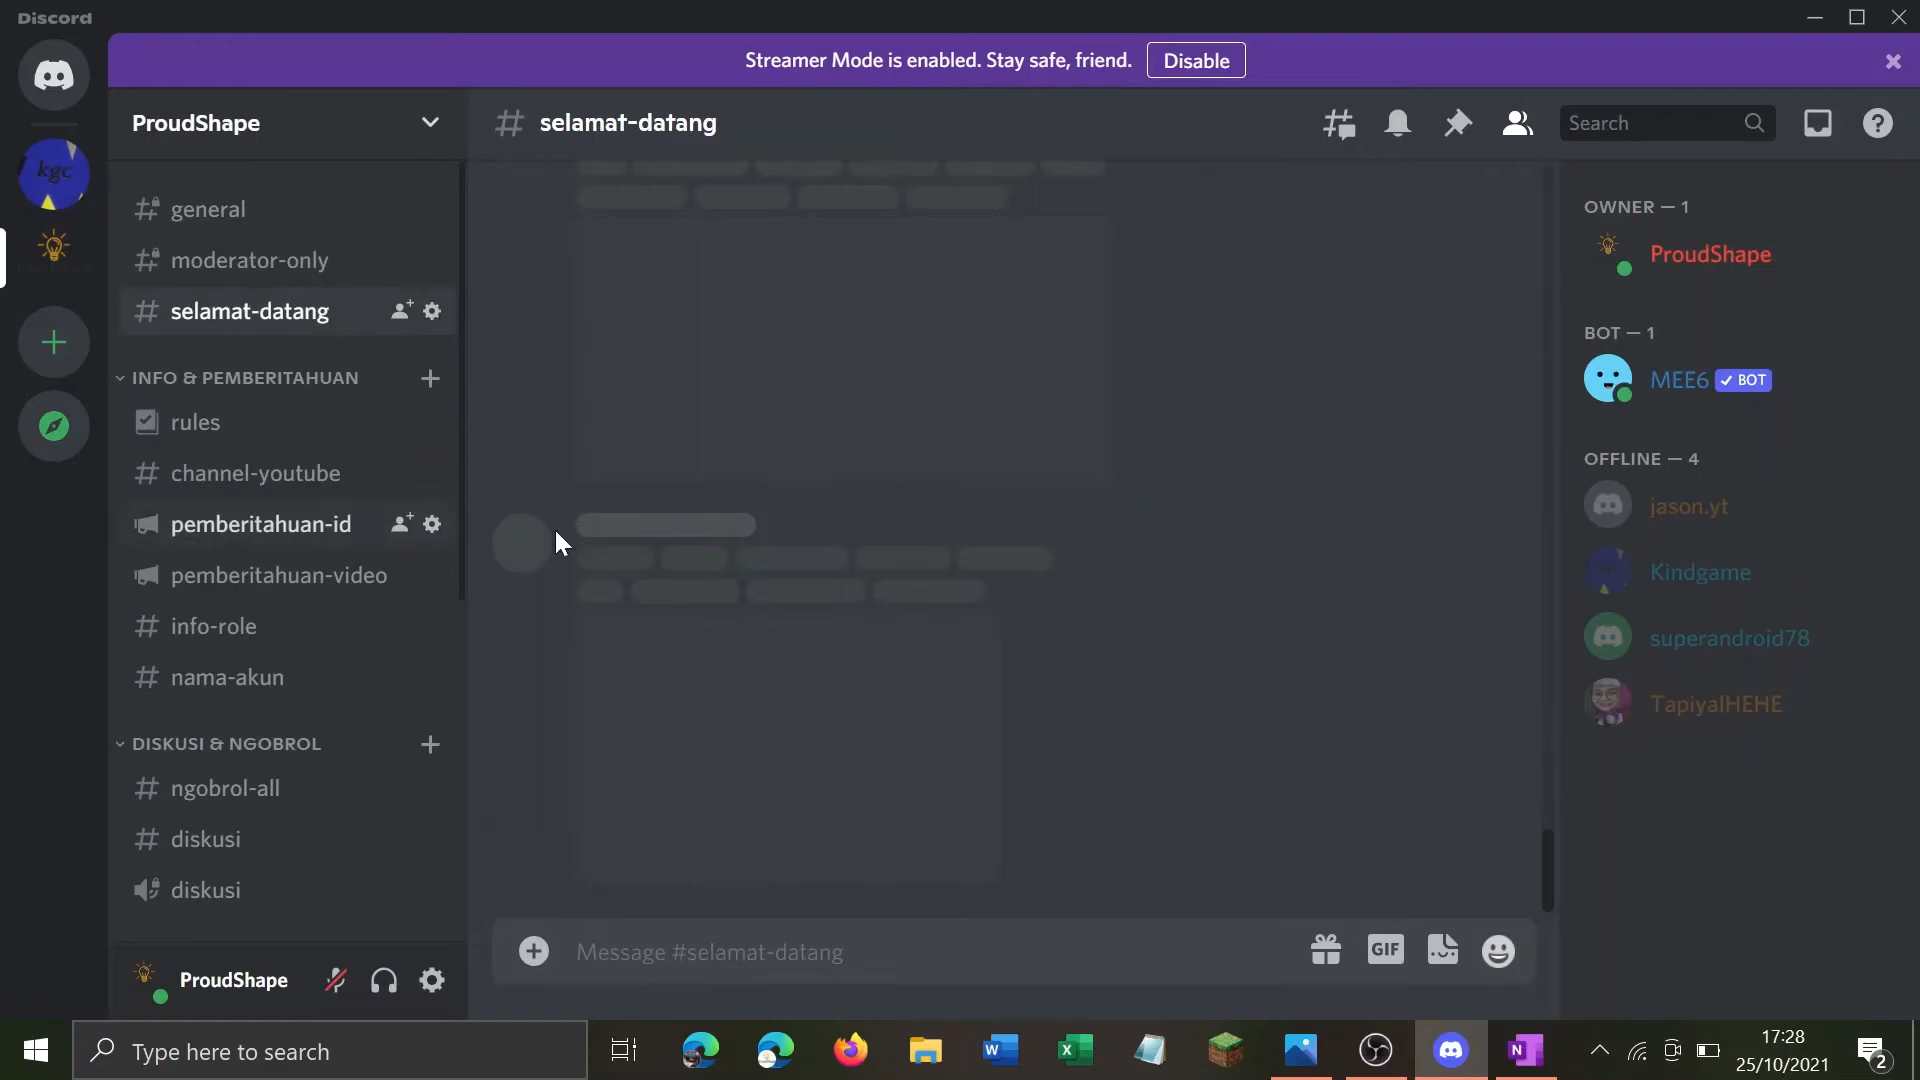 Discord
Streamer Mode is enabled. Stay safe, friend.
Disable
kgc
ProudShape
general
moderator-only
selamat-datang
INFO & PEMBERITAHUAN
rules
channel-youtube
pemberitahuan-id
pemberitahuan-video
info-role
nama-akun
DISKUSI & NGOBROL
ngobrol-all
diskusi
diskusi
ProudShape
selamat-datang
Search
Message #selamat-datang
GIF
OWNER — 1
ProudShape
BOT — 1
MEE6 ✓ BOT
OFFLINE — 4
jason.yt
Kindgame
superandroid78
TapiyalHEHE
Type here to search
W
X
N
17:28
25/10/2021
2